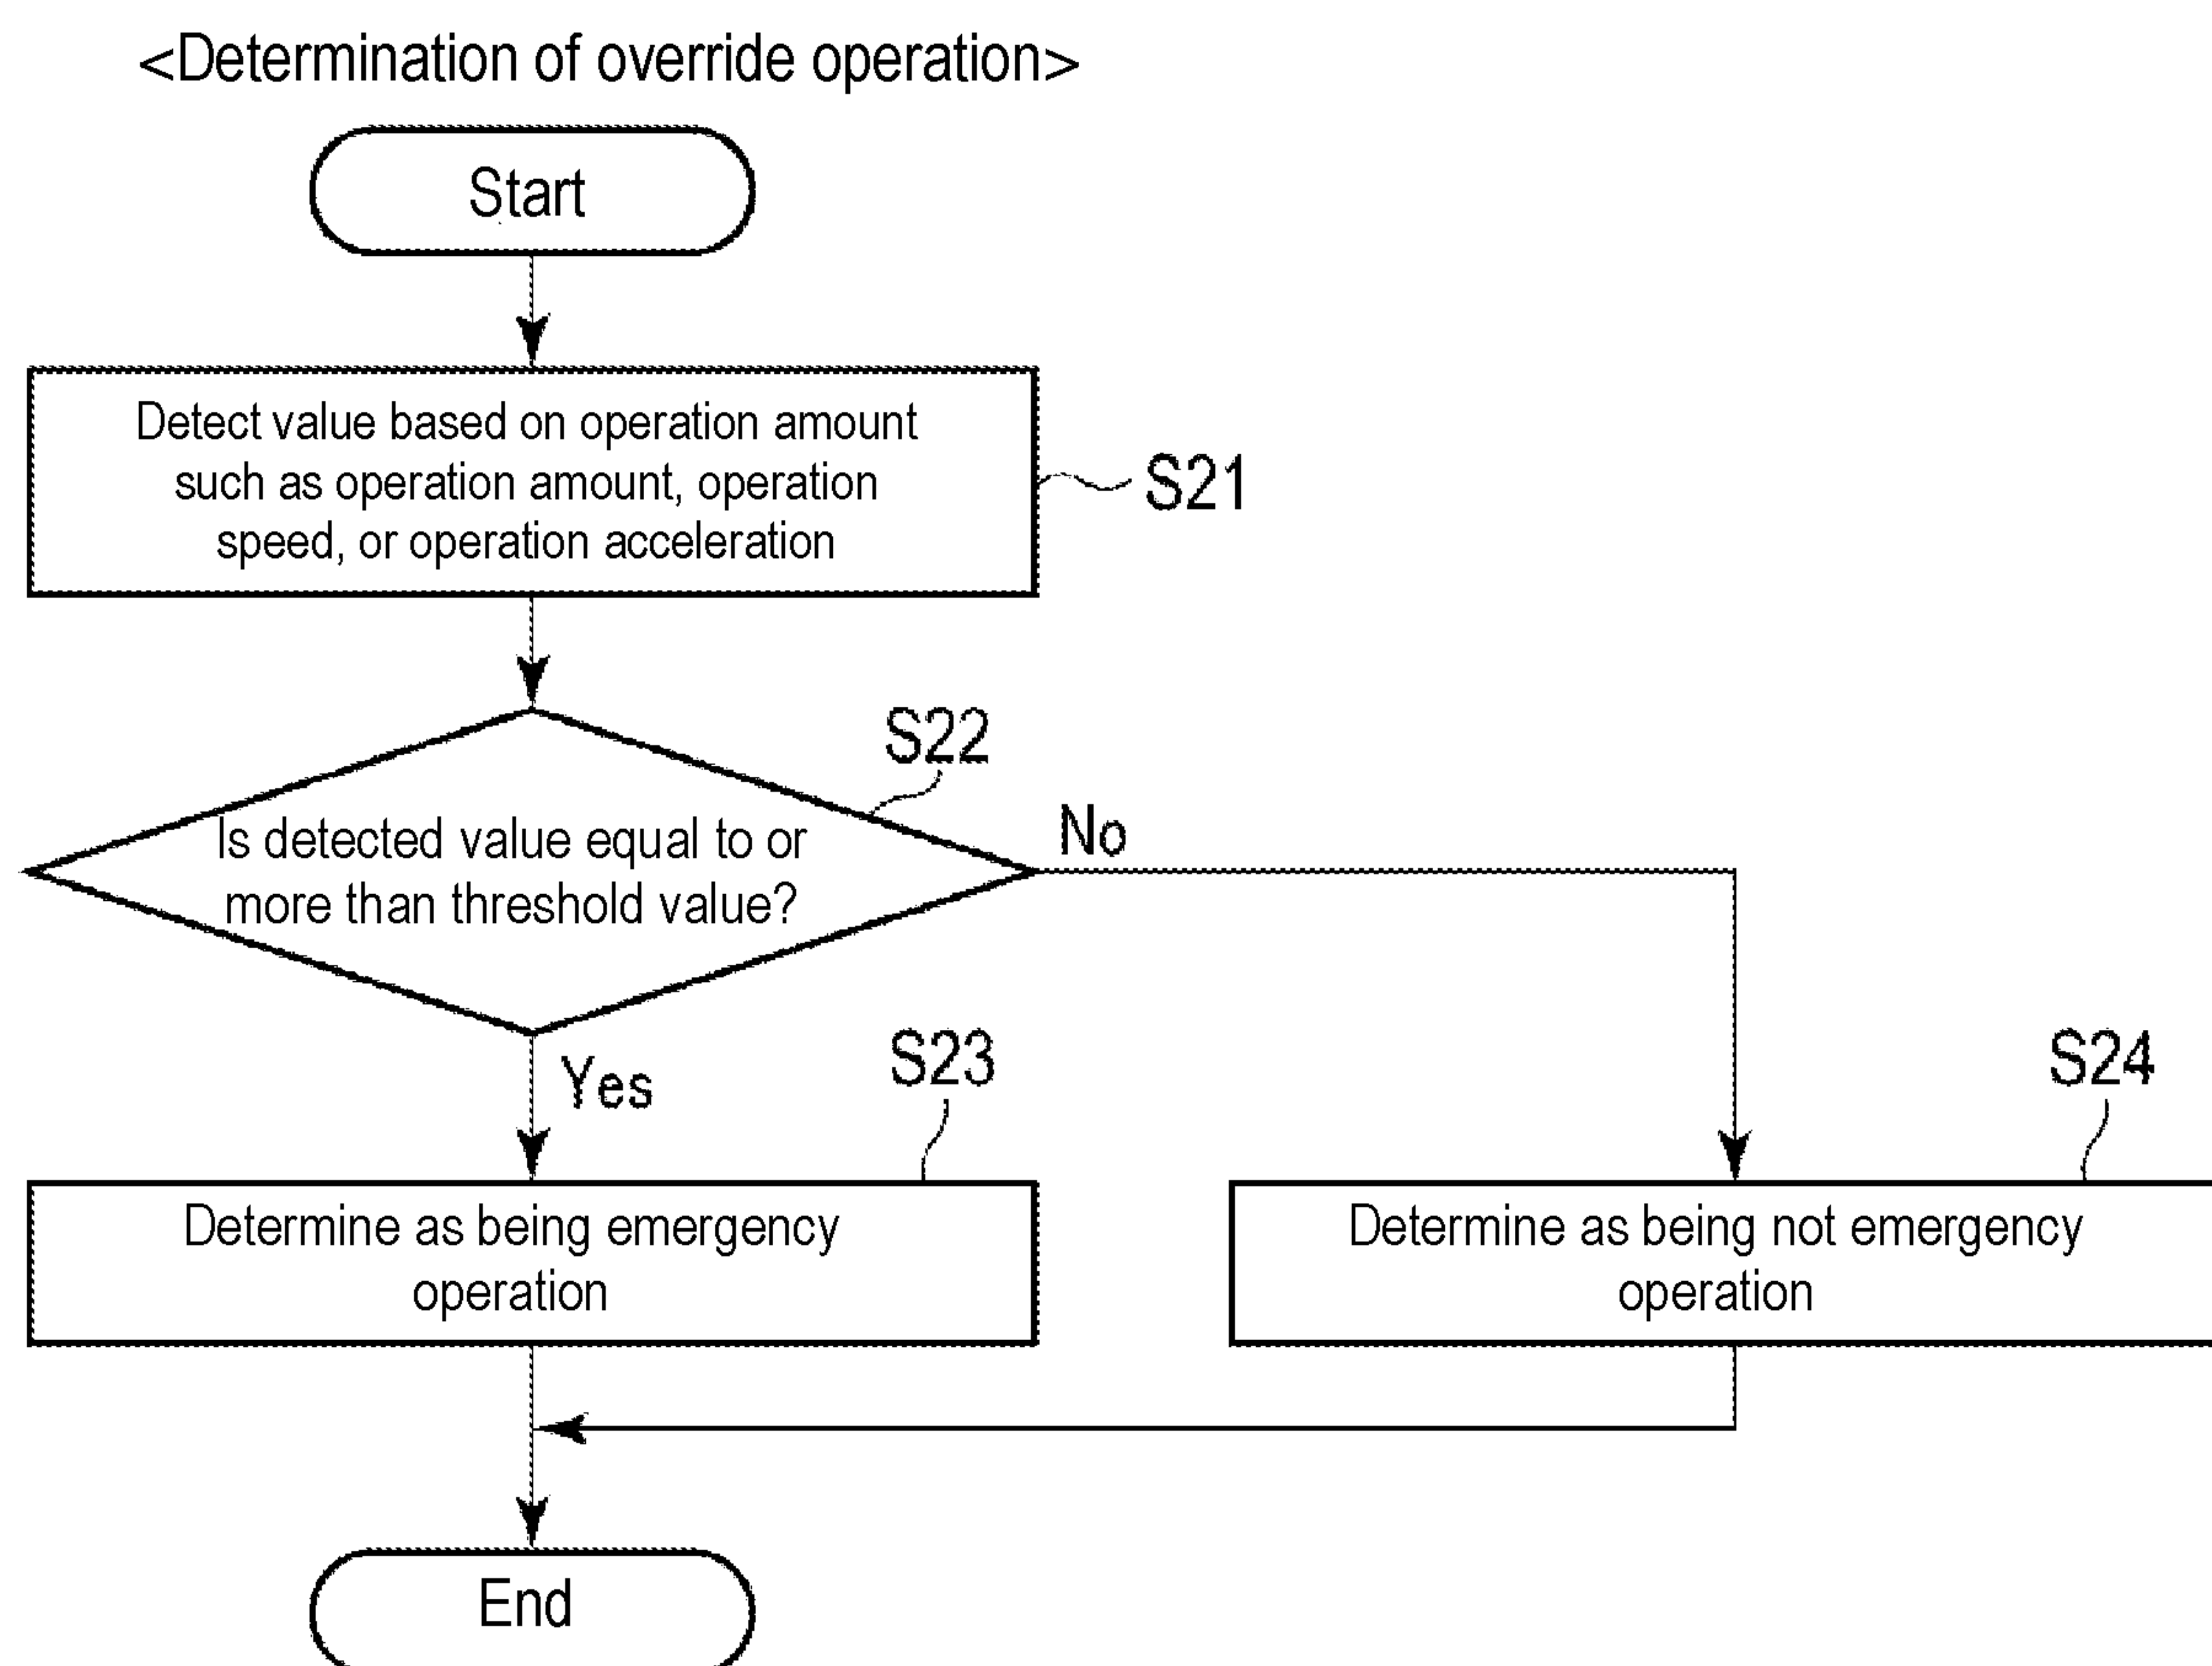 <Determination of override operation>
Start
Detect value based on operation amount
such as operation amount, operation
speed, or operation acceleration
S21
S22
Is detected value equal to or
more than threshold value?
No
Yes
S23
S24
Determine as being emergency
operation
Determine as being not emergency
operation
End